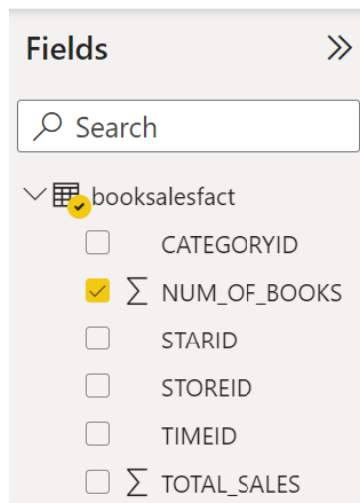 Fields
Search
booksalesfact
CATEGORYID
Σ NUM_OF_BOOKS
STARID
STOREID
TIMEID
Σ TOTAL_SALES